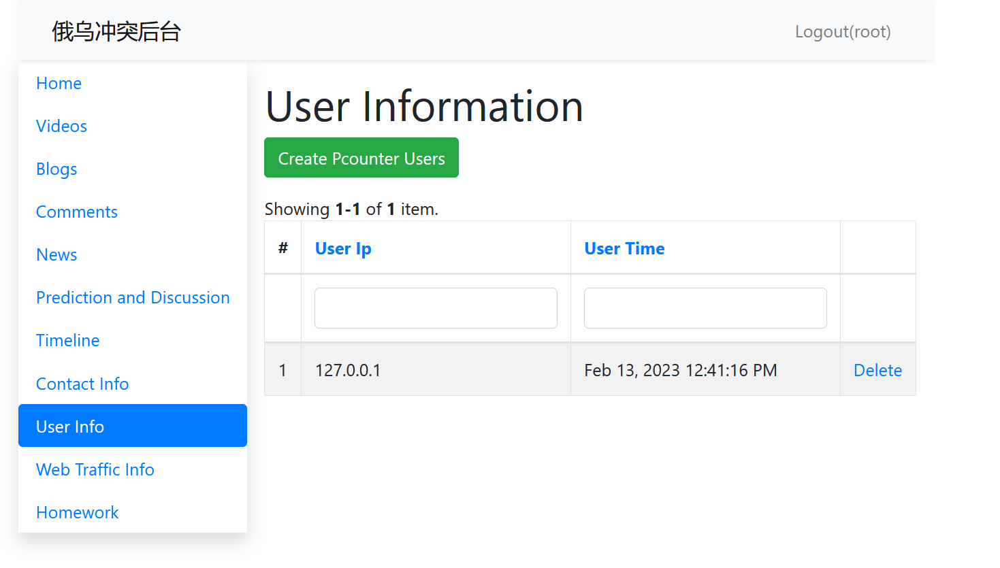 俄乌冲突后台
Logout(root)
Home
Videos
Blogs
Comments
News
Prediction and Discussion
Timeline
Contact Info
User Info
Web Traffic Info
Homework
User Information
Create Pcounter Users
Showing 1-1 of 1 item.
# User Ip User Time
1 127.0.0.1 Feb 13, 2023 12:41:16 PM Delete